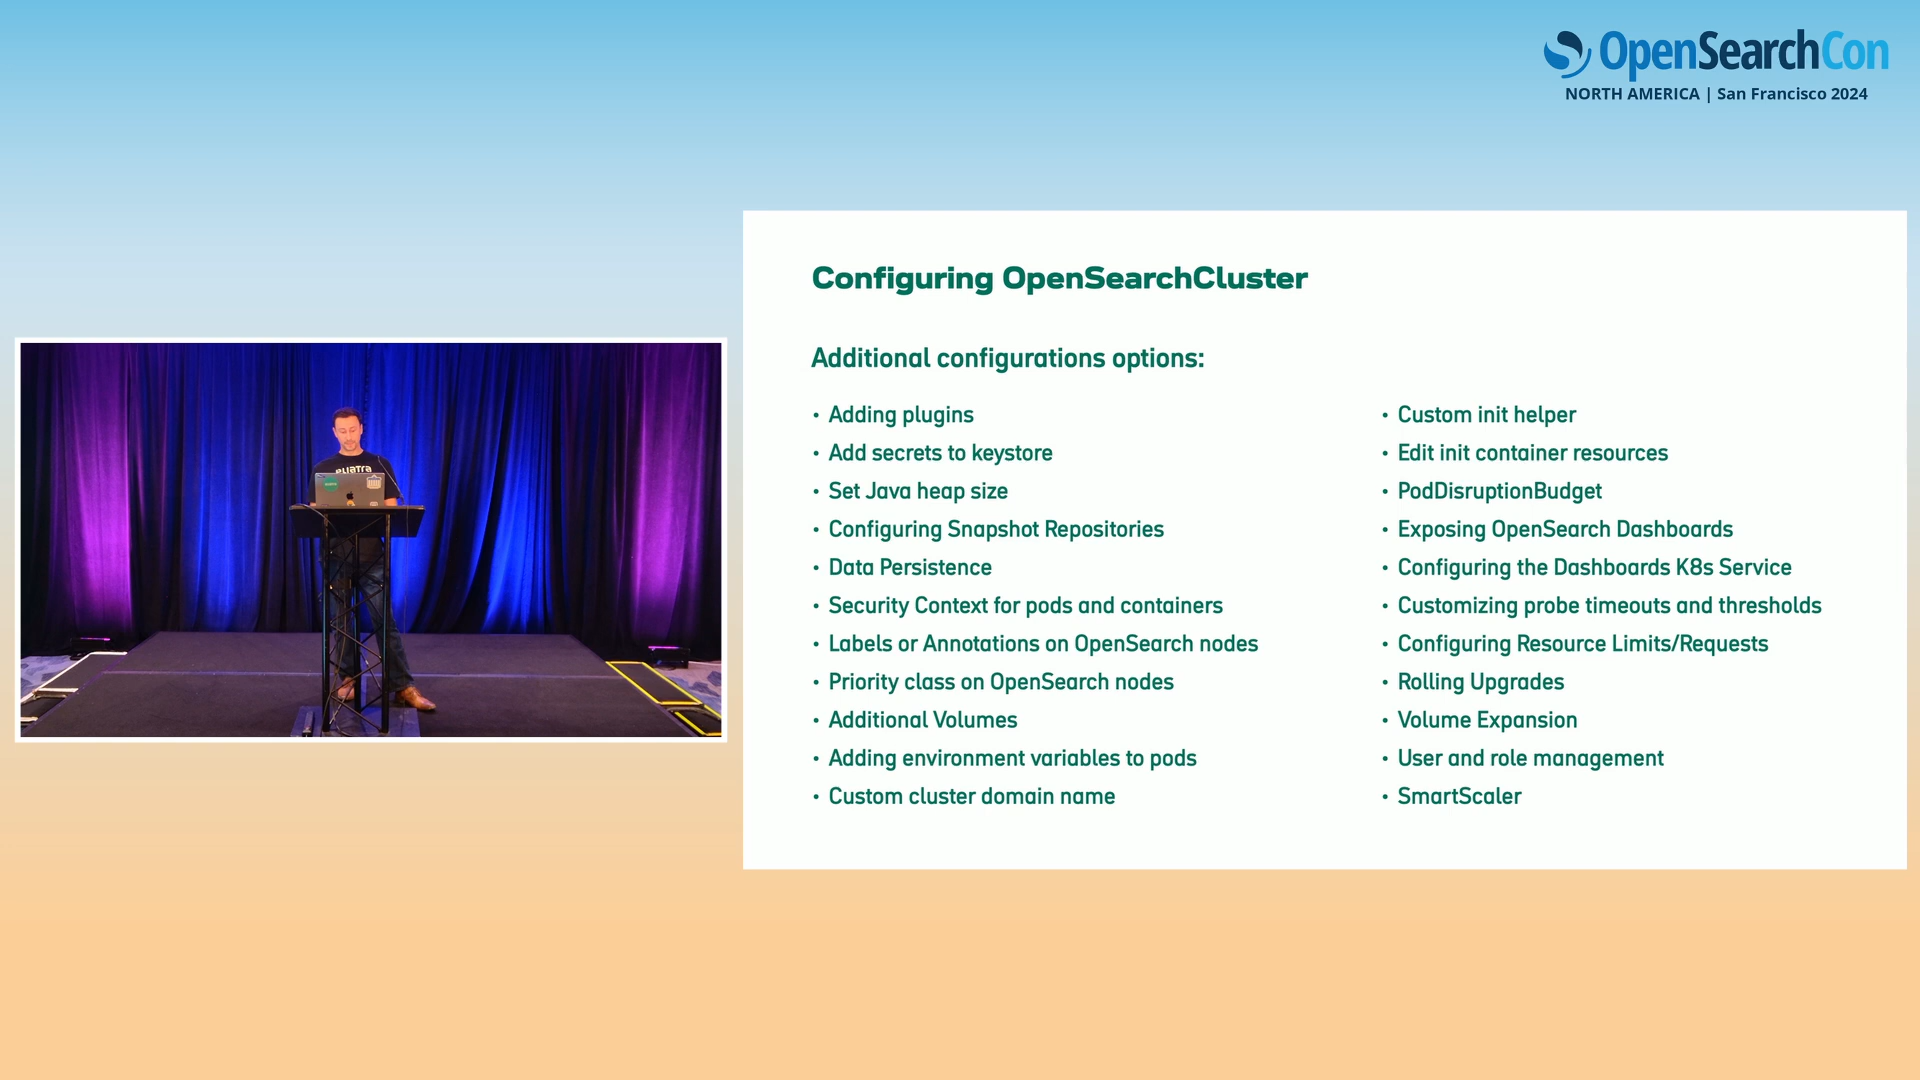 OpenSearchCon
NORTH AMERICA | San Francisco 2024
Configuring OpenSearchCluster
Additional configurations options:
• Adding plugins
• Add secrets to keystore
• Set Java heap size
• Configuring Snapshot Repositories
• Data Persistence
• Security Context for pods and containers
• Labels or Annotations on OpenSearch nodes
• Priority class on OpenSearch nodes
• Additional Volumes
• Adding environment variables to pods
• Custom cluster domain name
• Custom init helper
• Edit init container resources
• PodDisruptionBudget
• Exposing OpenSearch Dashboards
• Configuring the Dashboards K8s Service
• Customizing probe timeouts and thresholds
• Configuring Resource Limits/Requests
• Rolling Upgrades
• Volume Expansion
• User and role management
• SmartScaler
eliatra